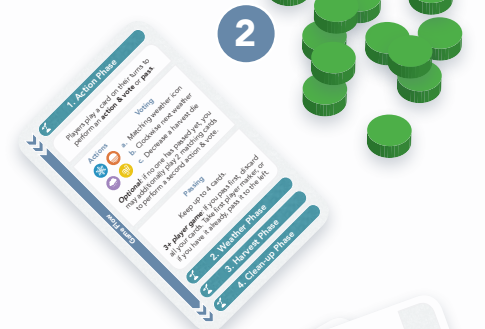 2
1. Action Phase
Players play a card on their turns to
perform an action & vote or pass.
Actions
Voting
a. Matching weather icon
b. Clockwise next weather
c. Decrease a harvest die
Optional: if no one has passed yet, you
may additionally play 2 matching cards
to perform a second action & vote.
Passing
Keep up to 4 cards.
3+ player game: if you pass first, discard
all your cards. Take first player marker, or
if you have it already, pass it to the left.
2. Weather Phase
3. Harvest Phase
4. Clean-up Phase
Game Flow